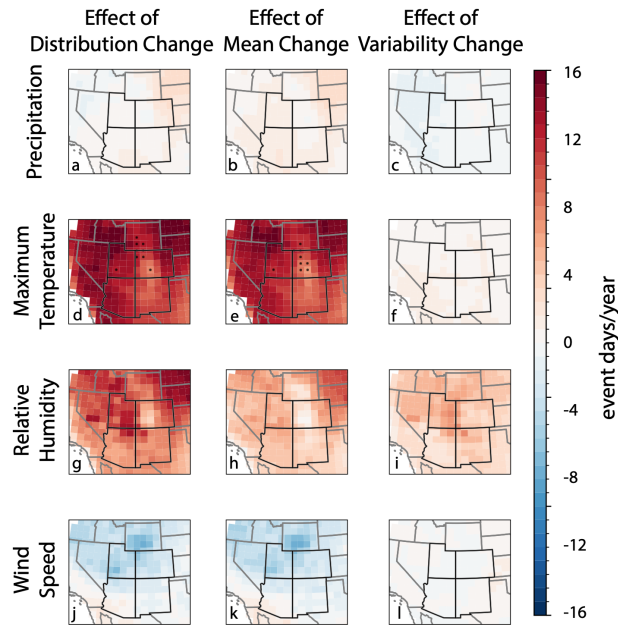 Effect of
Distribution Change
Effect of
Mean Change
Effect of
Variability Change
Precipitation
a
b
c
Maximum
Temperature
d
e
f
Relative
Humidity
g
h
i
Wind
Speed
j
k
l
16
12
8
4
0
-4
-8
-12
-16
event days/year